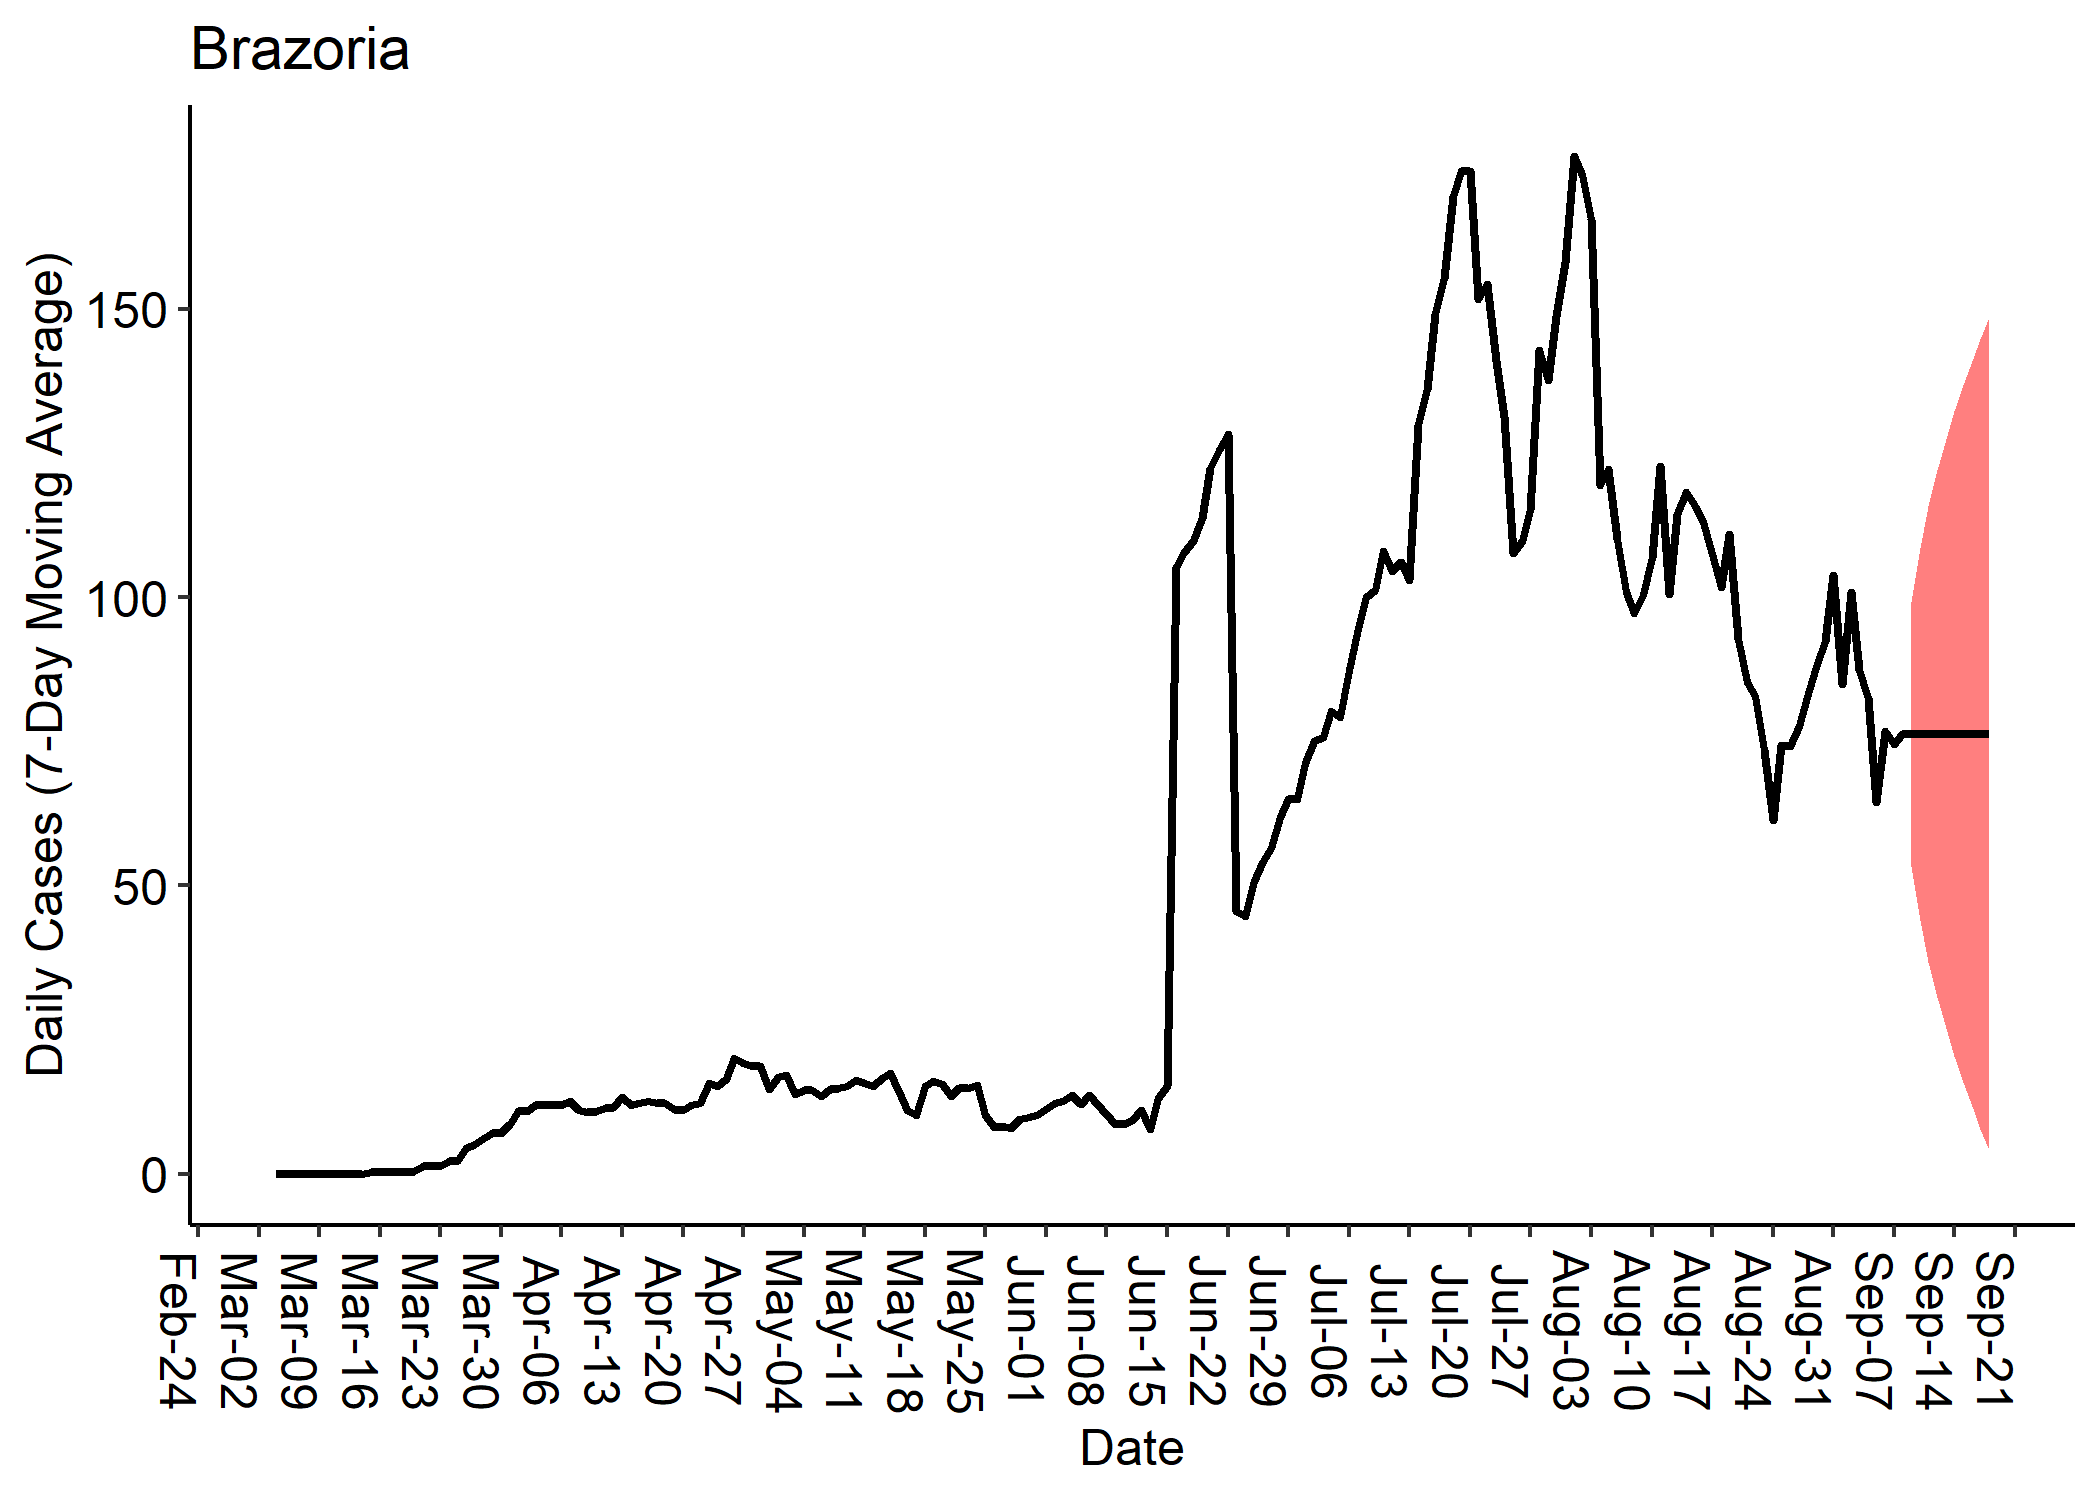 Brazoria
Daily Cases (7-Day Moving Average)
150
100
50
0
Feb-24
Mar-02
Mar-09
Mar-16
Mar-23
Mar-30
Apr-06
Apr-13
Apr-20
Apr-27
May-04
May-11
May-18
May-25
Jun-01
Jun-08
Jun-15
Jun-22
Jun-29
Jul-06
Jul-13
Jul-20
Jul-27
Aug-03
Aug-10
Aug-17
Aug-24
Aug-31
Sep-07
Sep-14
Sep-21
Date